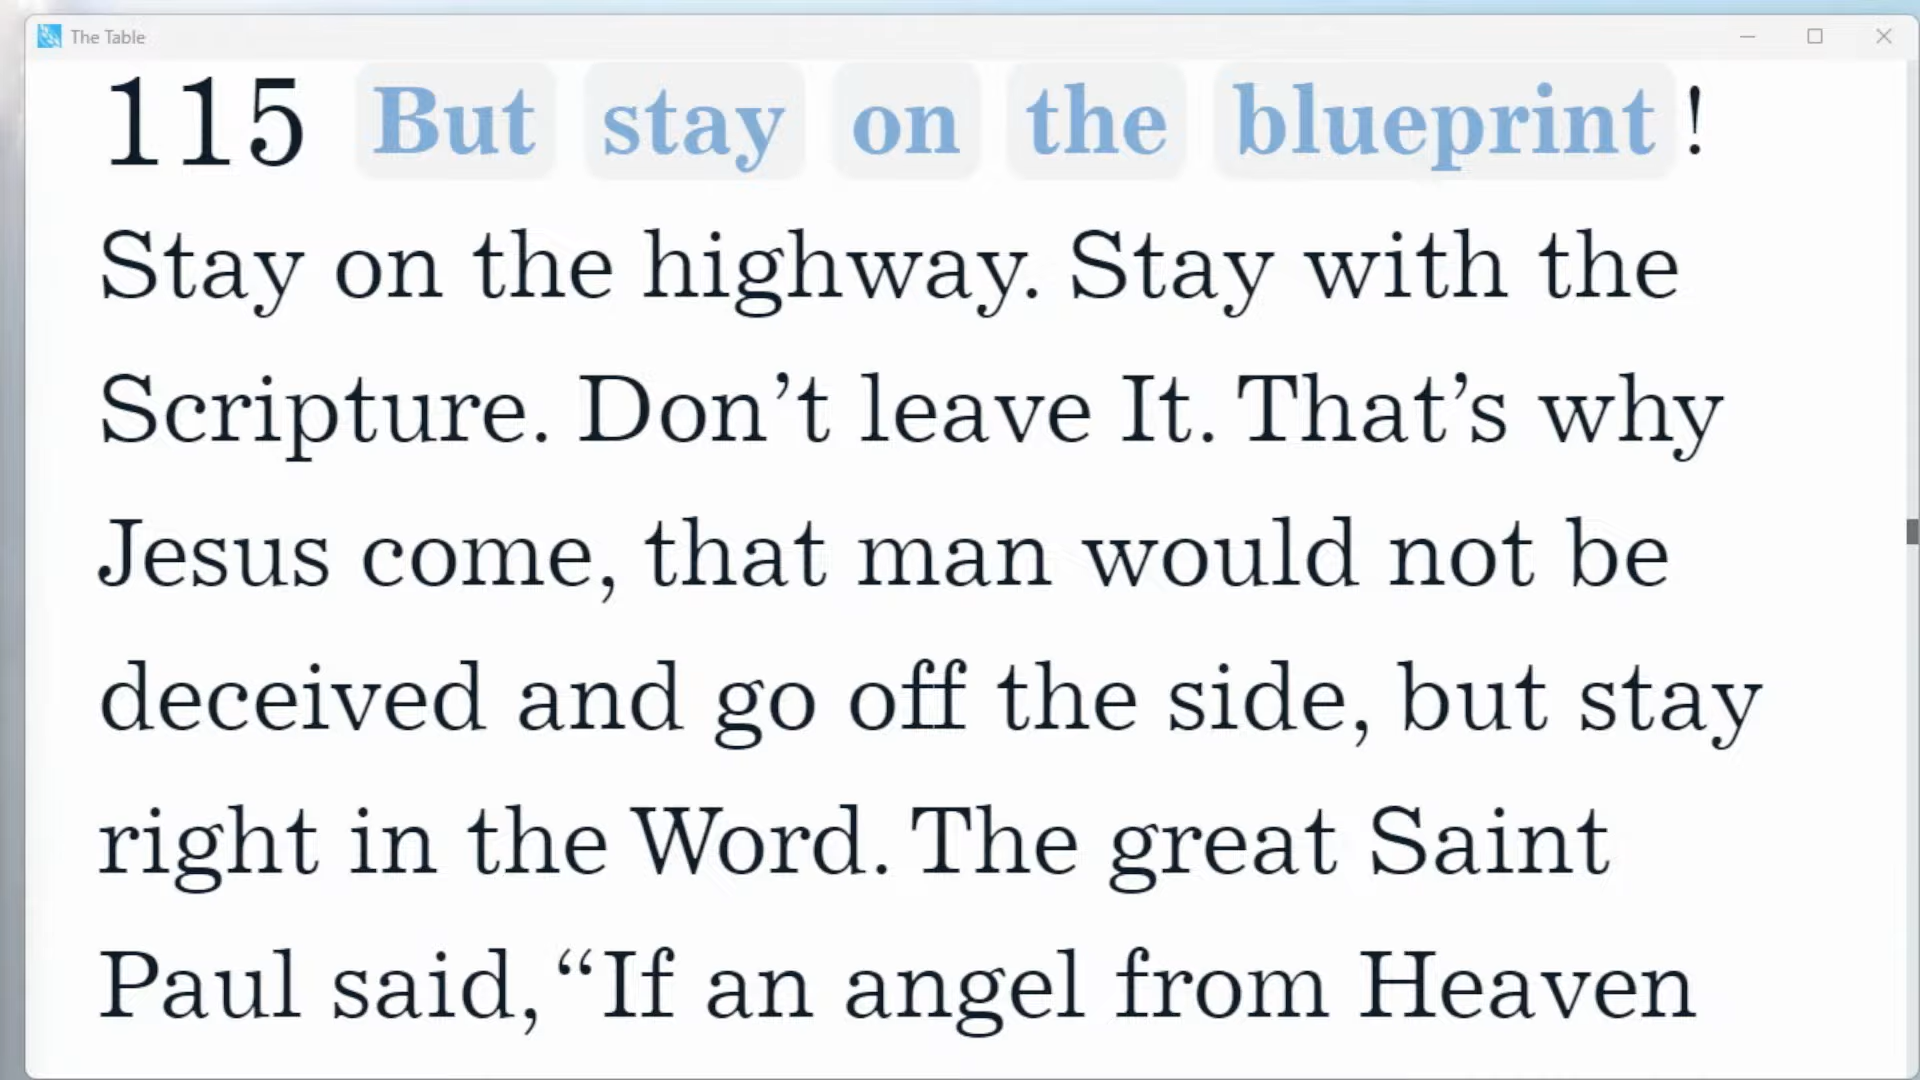 The Table
115 But stay on the blueprint!
Stay on the highway. Stay with the
Scripture. Don’t leave It. That’s why
Jesus come, that man would not be
deceived and go off the side, but stay
right in the Word. The great Saint
Paul said, “If an angel from Heaven